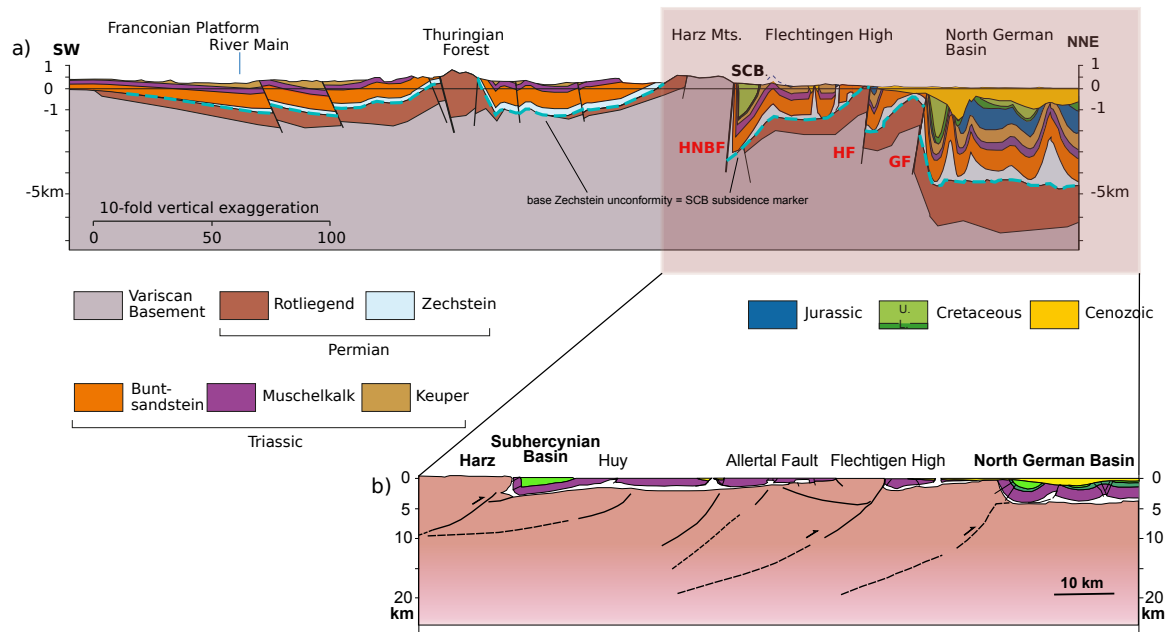 a)
SW
Franconian Platform
River Main
Thuringian
Forest
Harz Mts.
Flechtingen High
North German
Basin
NNE
SCB
1
0
-1
-5km
1
0
-1
-5km
HNBF
HF
GF
base Zechstein unconformity = SCB subsidence marker
10-fold vertical exaggeration
0
50
100
Variscan
Basement
Rotliegend
Zechstein
Permian
Jurassic
U.
L.
Cretaceous
Cenozoic
Bunt-
sandstein
Muschelkalk
Keuper
Triassic
b)
Harz
Subhercynian
Basin
Huy
Allertal Fault
Flechtigen High
North German Basin
0
5
10
20
km
0
5
10
20
km
10 km